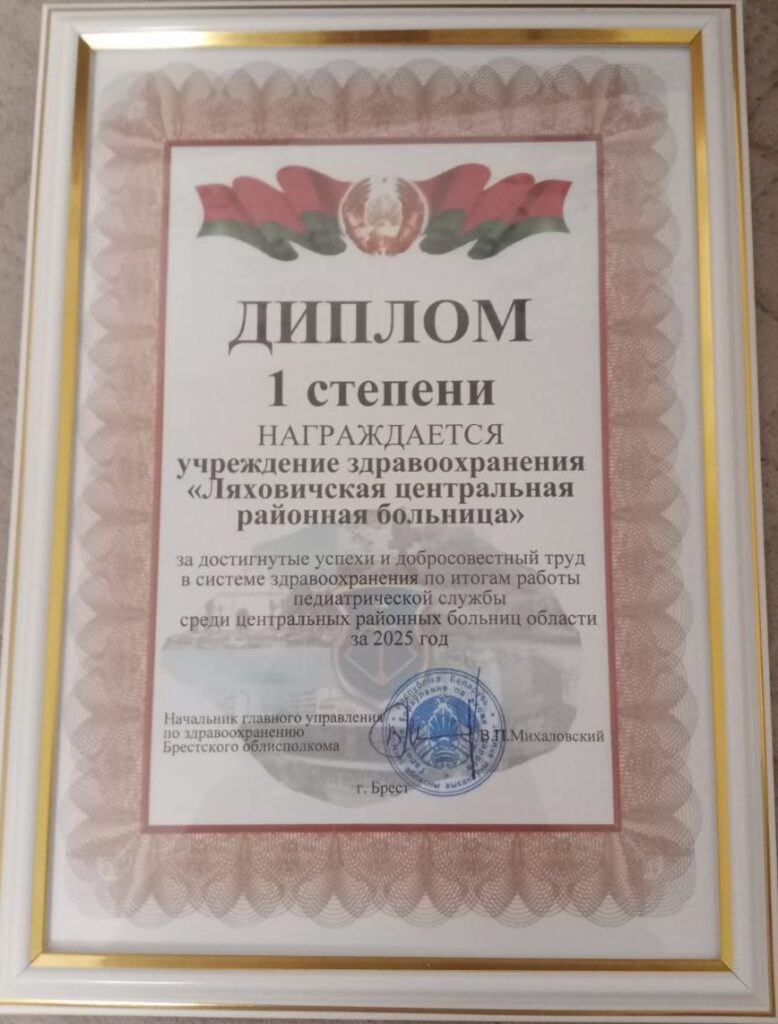 ДИПЛОМ
1 степени
НАГРАЖДАЕТСЯ
учреждение здравоохранения
«Ляховичская центральная
районная больница»
за достигнутые успехи и добросовестный труд
в системе здравоохранения по итогам работы
педиатрической службы
среди центральных районных больниц области
за 2025 год
Начальник главного управления
по здравоохранению
Брестского облисполкома
В.П.Михаловский
г. Брест